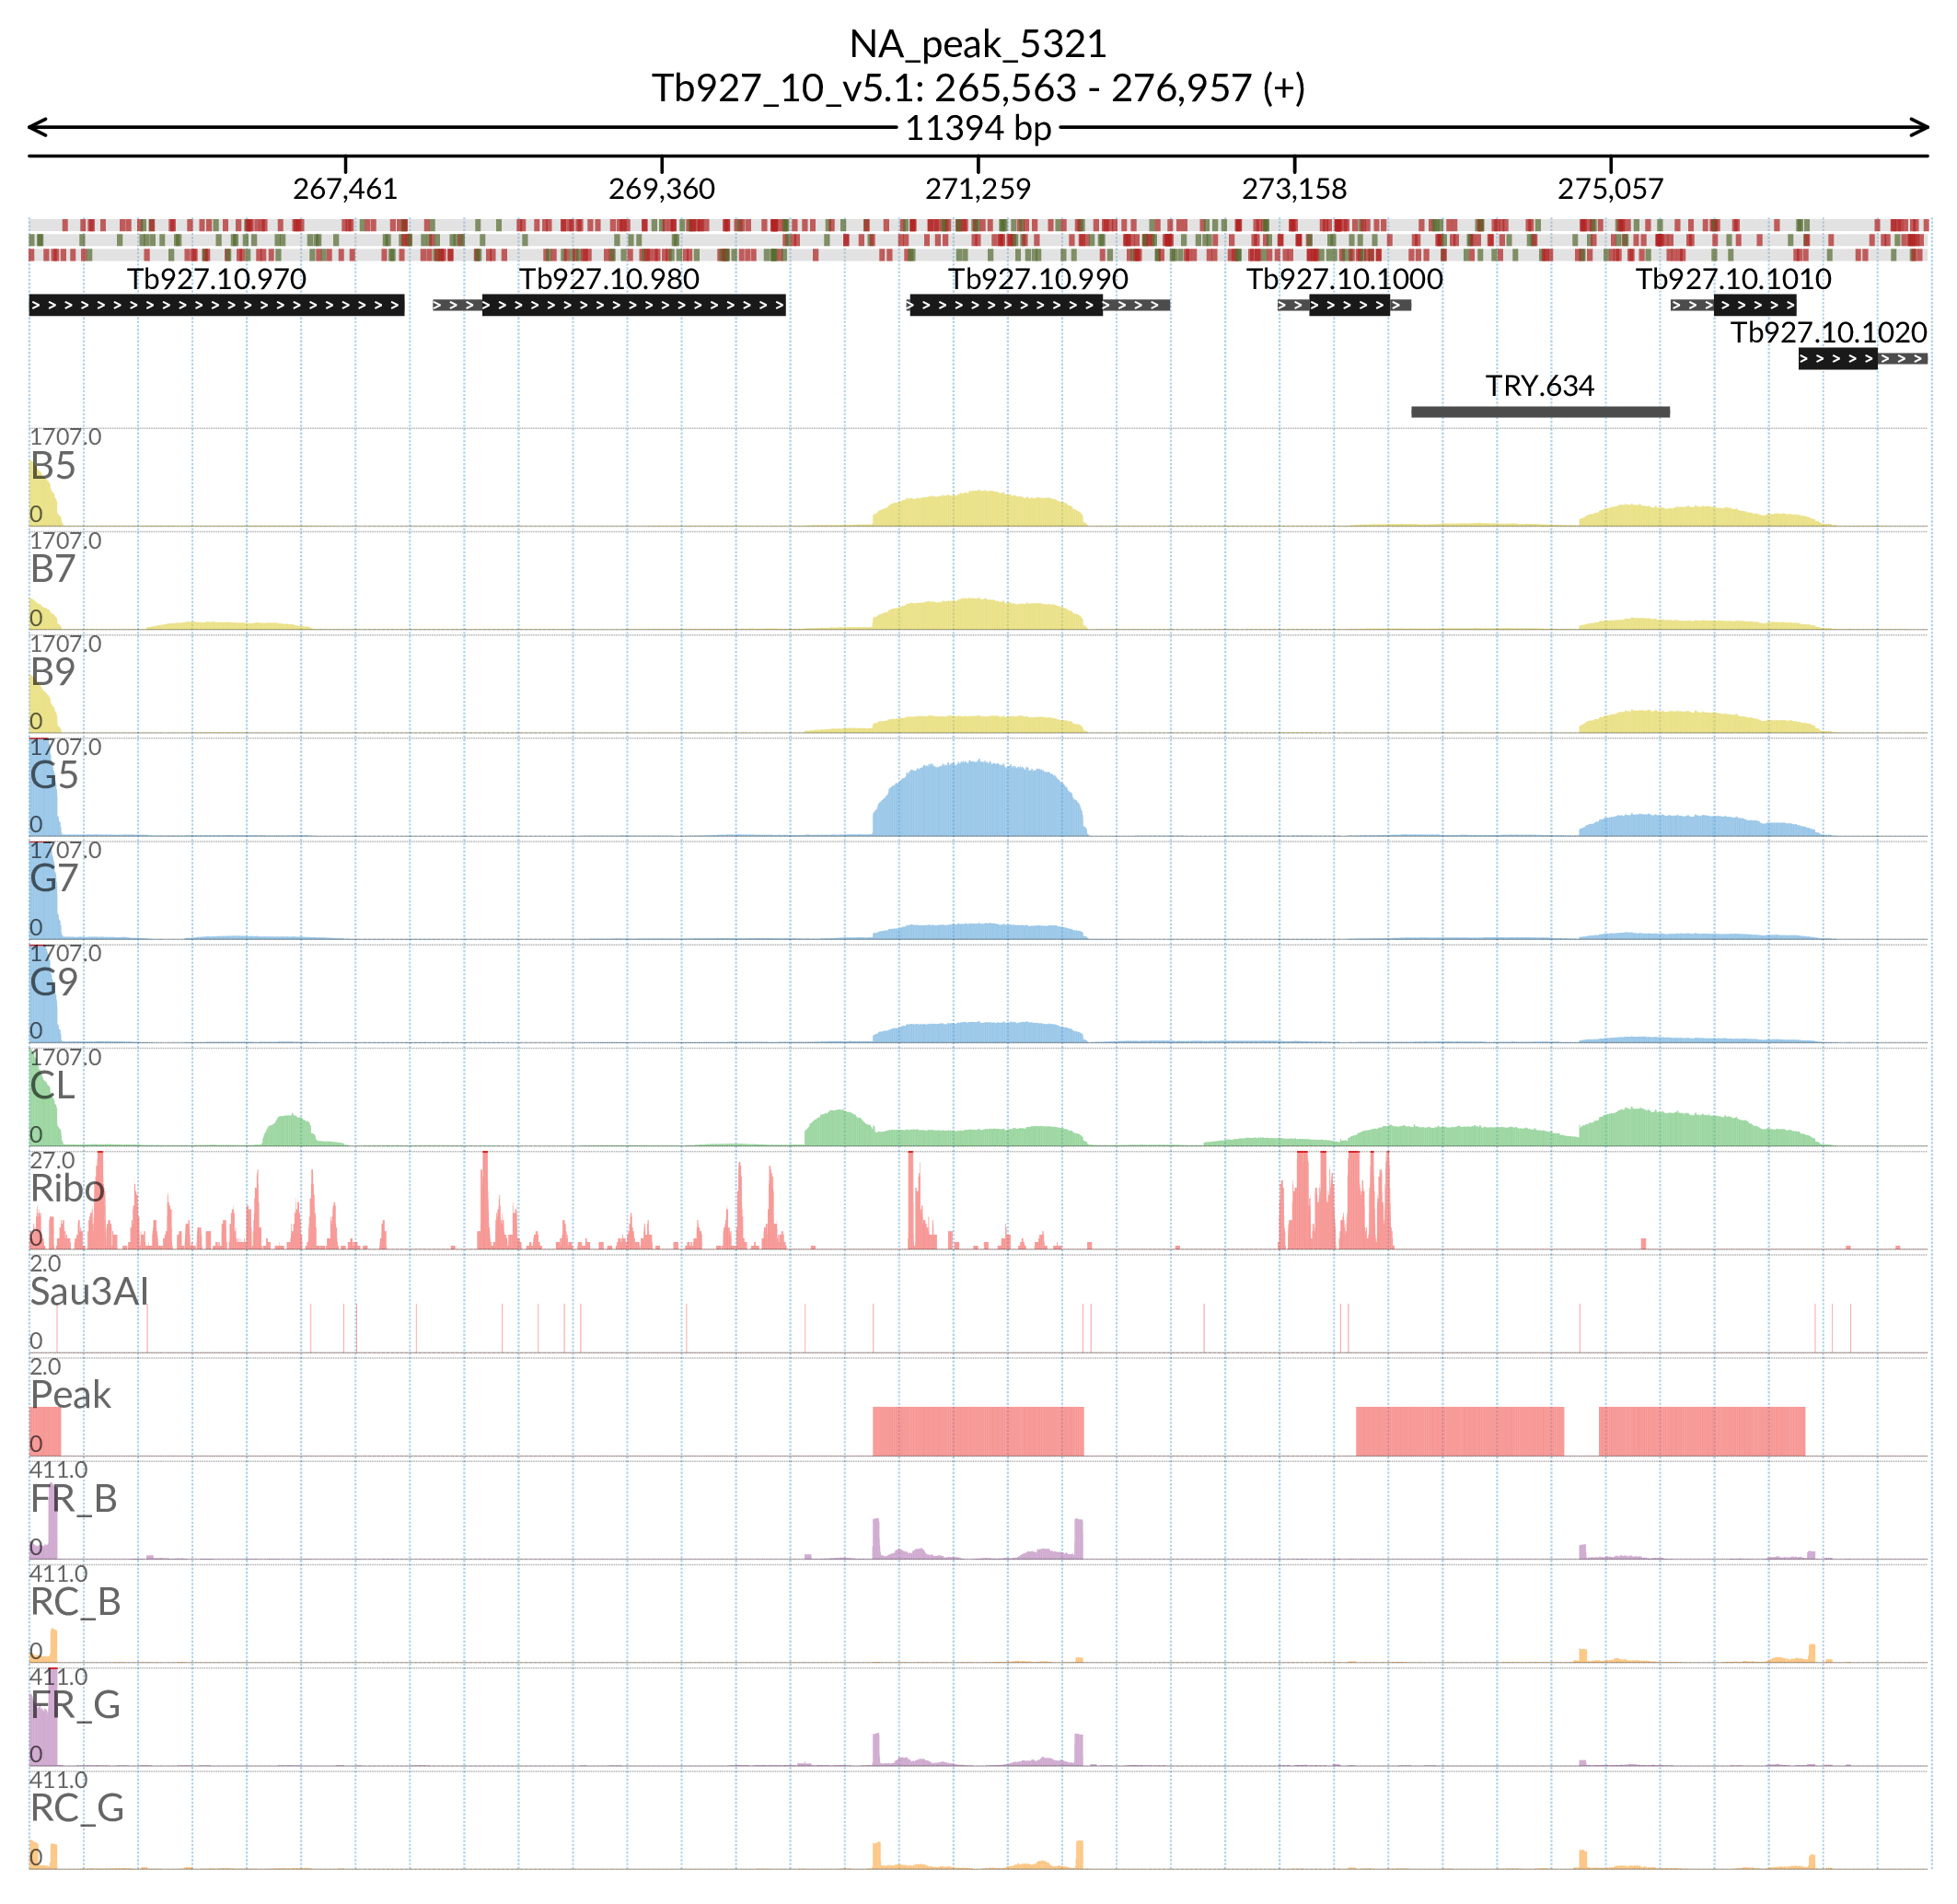 NA_peak_5321
Tb927_10_v5.1: 265,563 - 276,957 (+)
11394 bp
267,461 269,360 271,259 273,158 275,057
Tb927.10.970 Tb927.10.980 Tb927.10.990 Tb927.10.1000 Tb927.10.1010
Tb927.10.1020
TRY.634
1707.0
B5
0
1707.0
B7
0
1707.0
B9
0
1707.0
G5
0
1707.0
G7
0
1707.0
G9
0
1707.0
CL
0
27.0
Ribo
0
2.0
Sau3AI
0
2.0
Peak
0
411.0
FR_B
0
411.0
RC_B
0
411.0
FR_G
0
411.0
RC_G
0